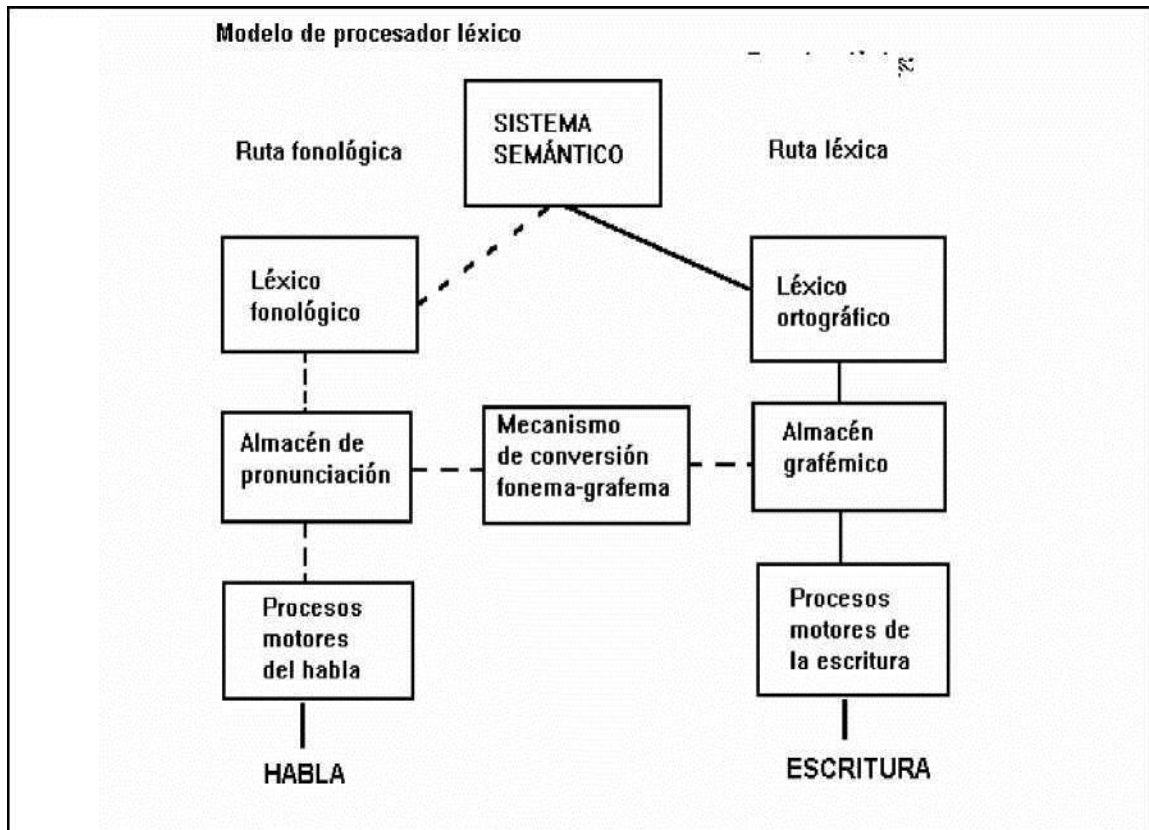 Modelo de procesador léxico
SISTEMA
SEMÁNTICO
Ruta fonológica
Ruta léxica
Léxico
fonológico
Léxico
ortográfico
Almacén de
pronunciación
Mecanismo
de conversión
fonema-grafema
Almacén
grafémico
Procesos
motores
del habla
Procesos
motores de
la escritura
HABLA
ESCRITURA